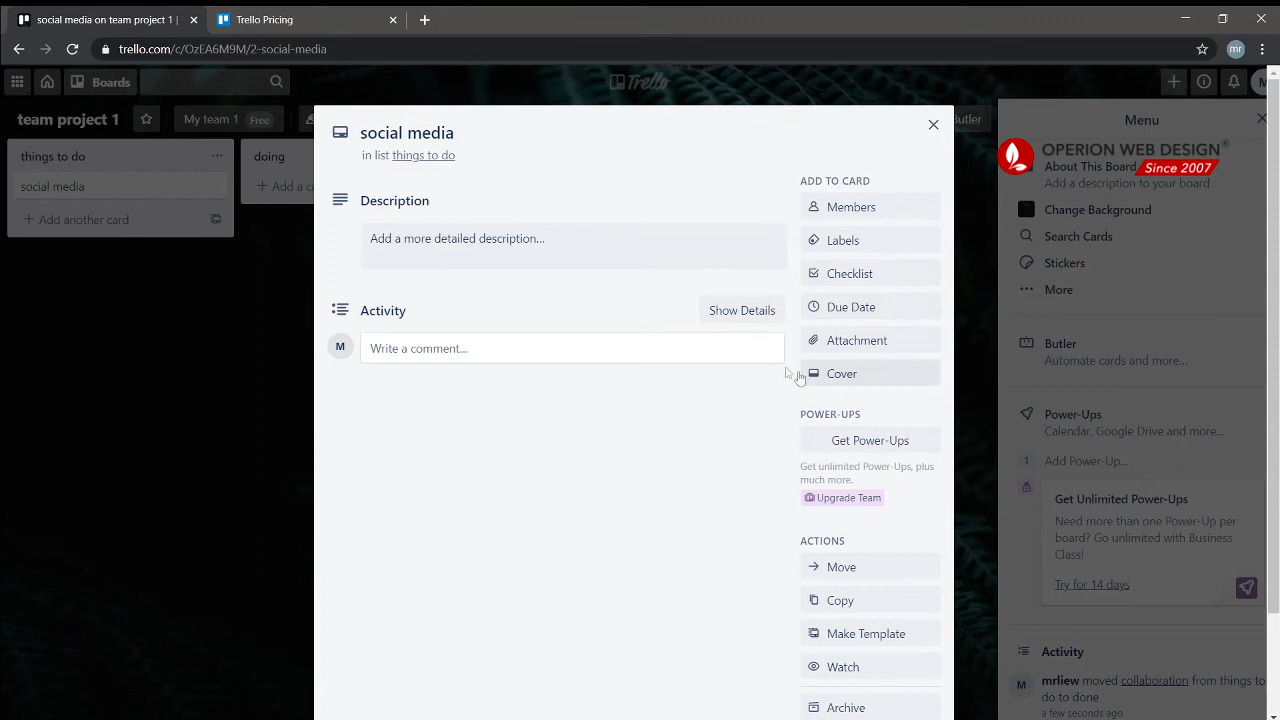 social media on team project 1 |
Trello Pricing
trello.com/c/OzEA6M9M/2-social-media
mr
Boards
Trello
M
team project 1
My team 1
Free
Butler
things to do
social media
Add another card
doing
+ Add a c
social media
in list things to do
Description
Add a more detailed description...
Activity
Show Details
M
Write a comment...
ADD TO CARD
Members
Labels
Checklist
Due Date
Attachment
Cover
POWER-UPS
Get Power-Ups
Get unlimited Power-Ups, plus
much more.
Upgrade Team
ACTIONS
Move
Copy
Make Template
Watch
Archive
Menu
OPERION WEB DESIGN®
Since 2007
About This Board
Add a description to your board
Change Background
Search Cards
Stickers
More
Butler
Automate cards and more...
Power-Ups
Calendar, Google Drive and more...
1 Add Power-Up...
Get Unlimited Power-Ups
Need more than one Power-Up per
board? Go unlimited with Business
Class!
Try for 14 days
Activity
M
mrliew moved collaboration from things to
do to done
a few seconds ago